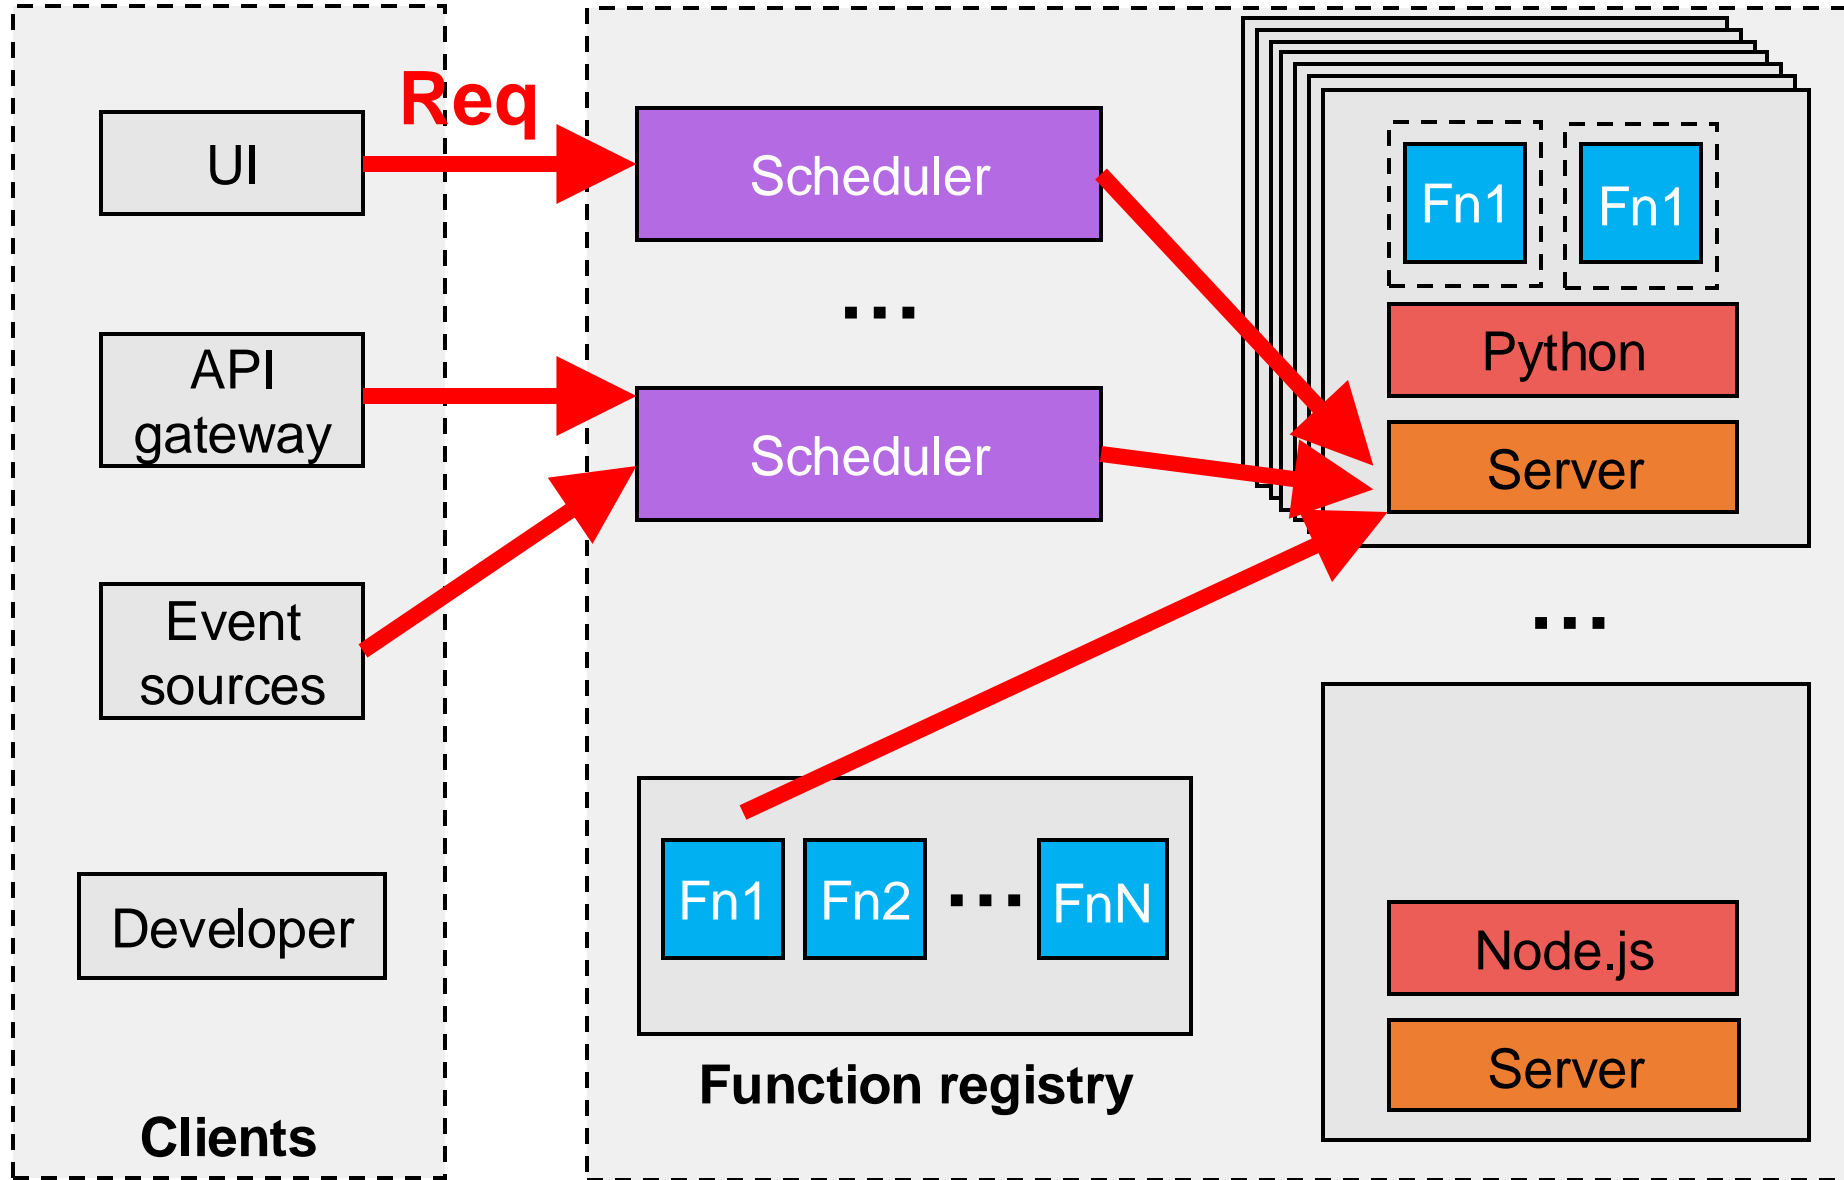 Req
UI
API
gateway
Event
sources
Developer
Clients
Scheduler
...
Scheduler
Fn1
Fn2
...
FnN
Function registry
Fn1
Fn1
Python
Server
...
Node.js
Server